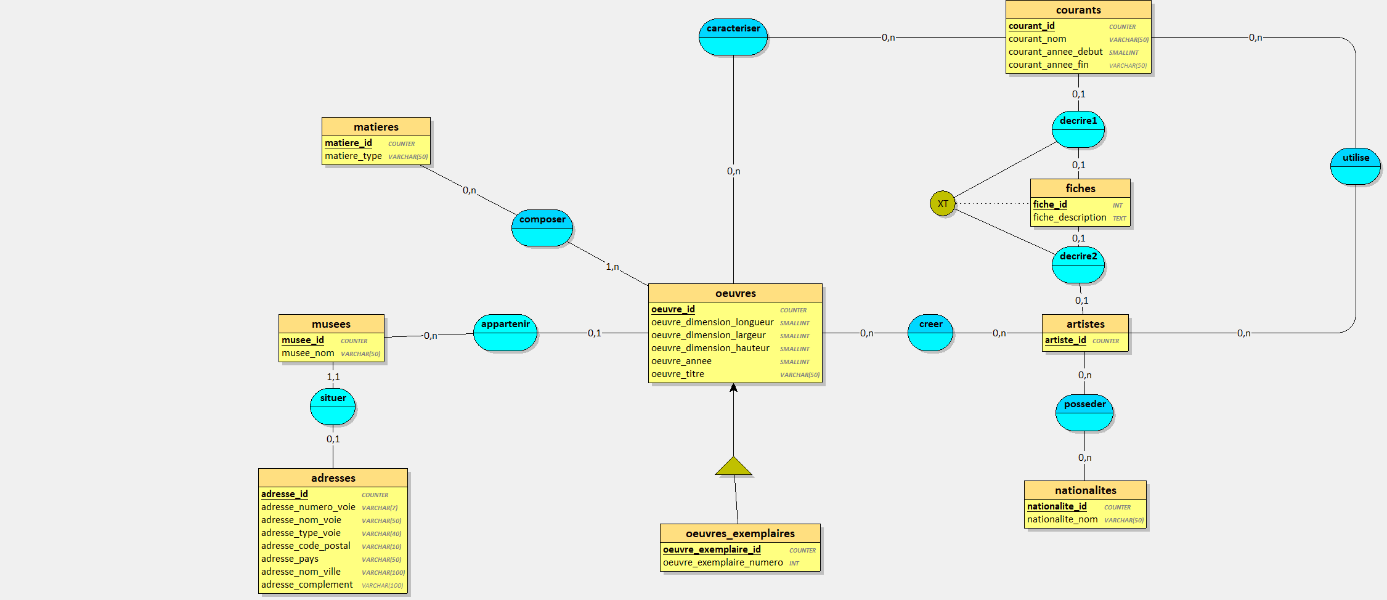 courants
courant_id COUNTER
courant_nom VARCHAR(50)
courant_annee_debut SMALLINT
courant_annee_fin VARCHAR(50)
caracteriser
0,n
0,n
0,n
0,1
decrire1
0,1
utilise
matieres
matiere_id COUNTER
matiere_type VARCHAR(50)
0,n
composer
1,n
XT
fiches
fiche_id INT
fiche_description TEXT
0,1
decrire2
0,1
oeuvres
oeuvre_id COUNTER
oeuvre_dimension_longueur SMALLINT
oeuvre_dimension_largeur SMALLINT
oeuvre_dimension_hauteur SMALLINT
oeuvre_annee SMALLINT
oeuvre_titre VARCHAR(50)
musees
musee_id COUNTER
musee_nom VARCHAR(50)
0,n
appartenir
0,1
0,n
creer
0,n
artistes
artiste_id COUNTER
0,n
1,1
situer
0,1
0,n
posseder
0,n
adresses
adresse_id COUNTER
adresse_numero_voie VARCHAR(7)
adresse_nom_voie VARCHAR(50)
adresse_type_voie VARCHAR(40)
adresse_code_postal VARCHAR(10)
adresse_pays VARCHAR(50)
adresse_nom_ville VARCHAR(100)
adresse_complement VARCHAR(100)
oeuvres_exemplaires
oeuvre_exemplaire_id COUNTER
oeuvre_exemplaire_numero INT
nationalites
nationalite_id COUNTER
nationalite_nom VARCHAR(50)